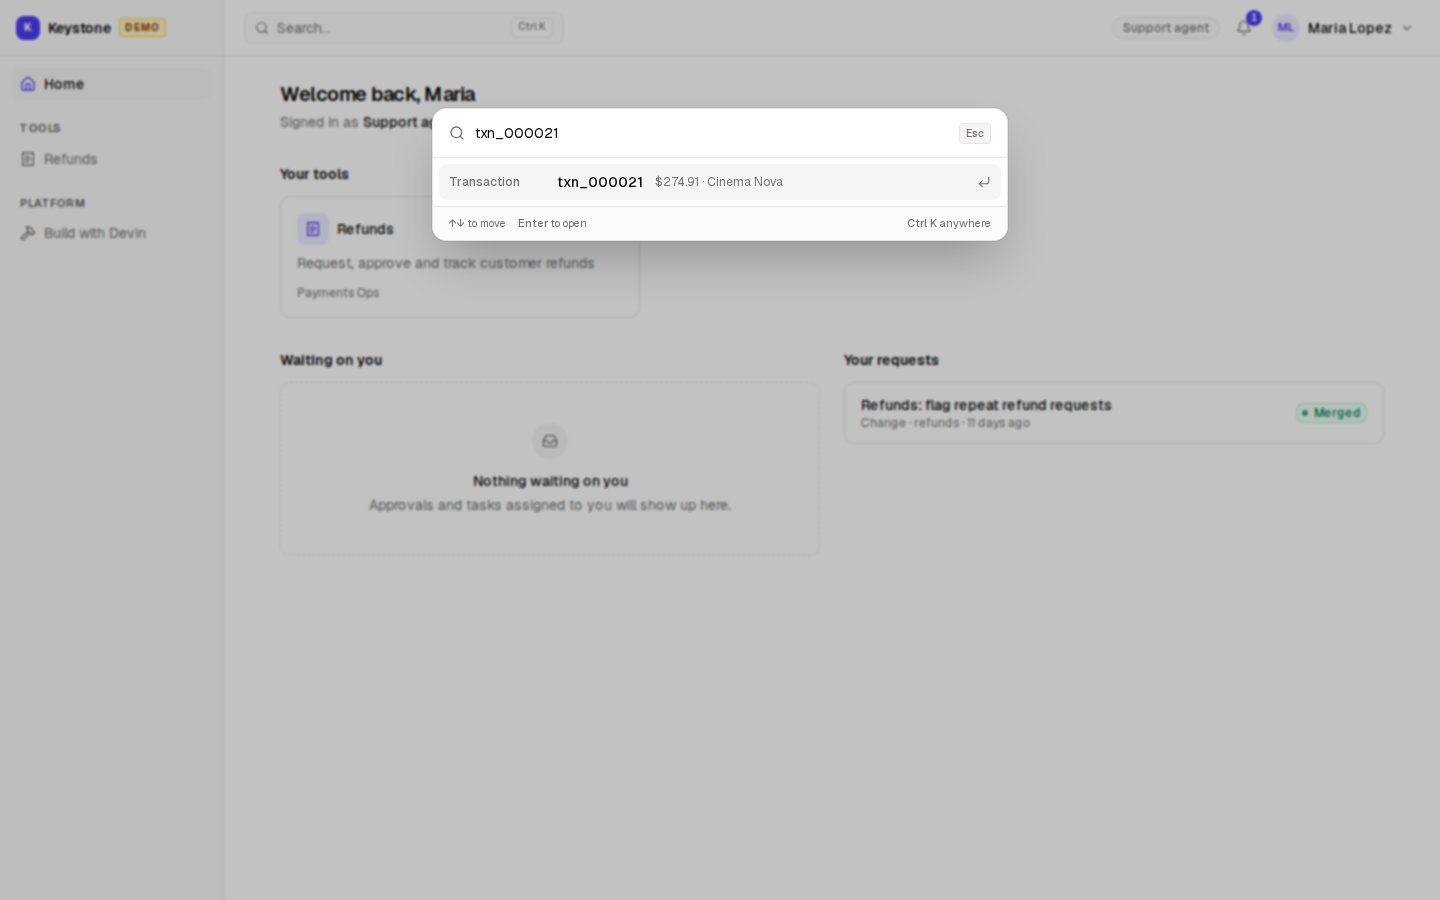 K Keystone DEMO
Search... Ctrl K
Support agent
1
ML Maria Lopez
Home
TOOLS
Refunds
PLATFORM
Build with Devin
Welcome back, Maria
Signed in as Support
txn_000021 Esc
Transaction txn_000021 $274.91 · Cinema Nova
↑↓ to move Enter to open Ctrl K anywhere
Your tools
Refunds
Request, approve and track customer refunds
Payments Ops
Waiting on you
Nothing waiting on you
Approvals and tasks assigned to you will show up here.
Your requests
Refunds: flag repeat refund requests
Change · refunds · 11 days ago
Merged